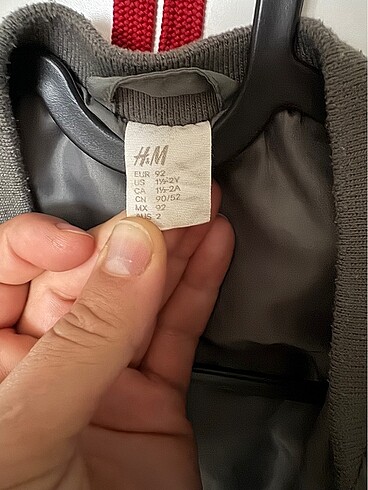 H&M
EUR 92
US 1½-2Y
CA 1½-2A
CN 90/52
MX 92
AUS 2